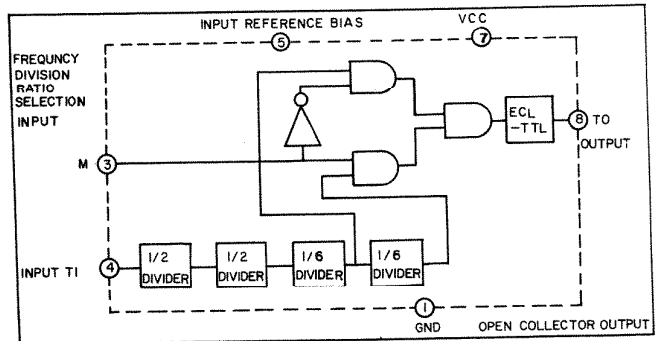 INPUT REFERENCE BIAS
VCC
5
7
FREQUNCY
DIVISION
RATIO
SELECTION
INPUT
M 3
ECL
-TTL
8 TO
OUTPUT
INPUT T1 4
1/2
DIVIDER
1/2
DIVIDER
1/6
DIVIDER
1/6
DIVIDER
1
GND
OPEN COLLECTOR OUTPUT